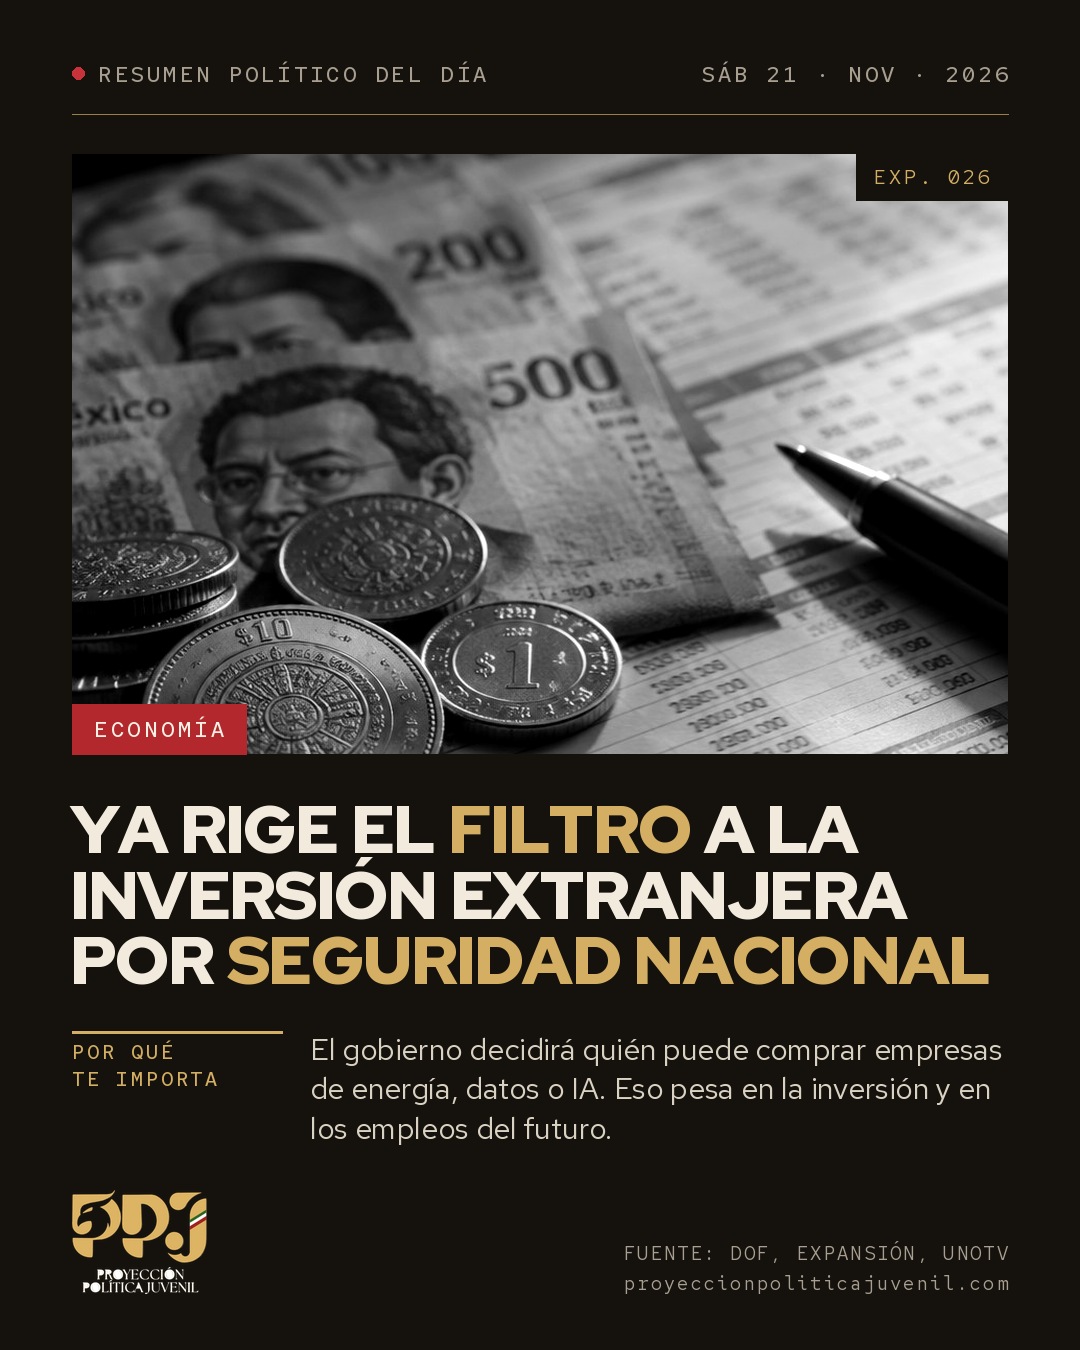 RESUMEN POLÍTICO DEL DÍA
SÁB 21 · NOV · 2026
EXP. 026
100
200
xico
500
éxico
$10
$1
ECONOMÍA
YA RIGE EL FILTRO A LA
INVERSIÓN EXTRANJERA
POR SEGURIDAD NACIONAL
POR QUÉ
TE IMPORTA
El gobierno decidirá quién puede comprar empresas
de energía, datos o IA. Eso pesa en la inversión y en
los empleos del futuro.
PPJ
PROYECCIÓN
POLÍTICA JUVENIL
FUENTE: DOF, EXPANSIÓN, UNOTV
proyeccionpoliticajuvenil.com